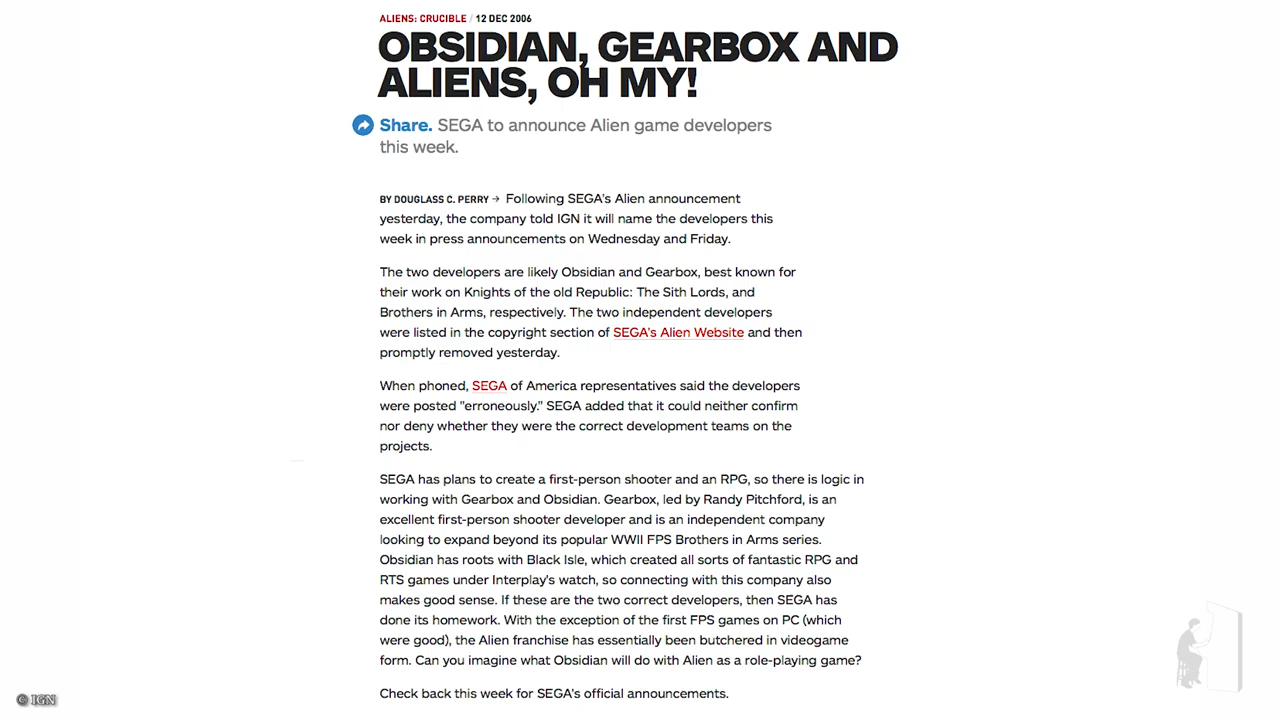 ALIENS: CRUCIBLE / 12 DEC 2006
OBSIDIAN, GEARBOX AND
ALIENS, OH MY!
Share. SEGA to announce Alien game developers
this week.
BY DOUGLASS C. PERRY → Following SEGA's Alien announcement
yesterday, the company told IGN it will name the developers this
week in press announcements on Wednesday and Friday.
The two developers are likely Obsidian and Gearbox, best known for
their work on Knights of the old Republic: The Sith Lords, and
Brothers in Arms, respectively. The two independent developers
were listed in the copyright section of SEGA's Alien Website and then
promptly removed yesterday.
When phoned, SEGA of America representatives said the developers
were posted "erroneously." SEGA added that it could neither confirm
nor deny whether they were the correct development teams on the
projects.
SEGA has plans to create a first-person shooter and an RPG, so there is logic in
working with Gearbox and Obsidian. Gearbox, led by Randy Pitchford, is an
excellent first-person shooter developer and is an independent company
looking to expand beyond its popular WWII FPS Brothers in Arms series.
Obsidian has roots with Black Isle, which created all sorts of fantastic RPG and
RTS games under Interplay's watch, so connecting with this company also
makes good sense. If these are the two correct developers, then SEGA has
done its homework. With the exception of the first FPS games on PC (which
were good), the Alien franchise has essentially been butchered in videogame
form. Can you imagine what Obsidian will do with Alien as a role-playing game?
Check back this week for SEGA's official announcements.
© IGN